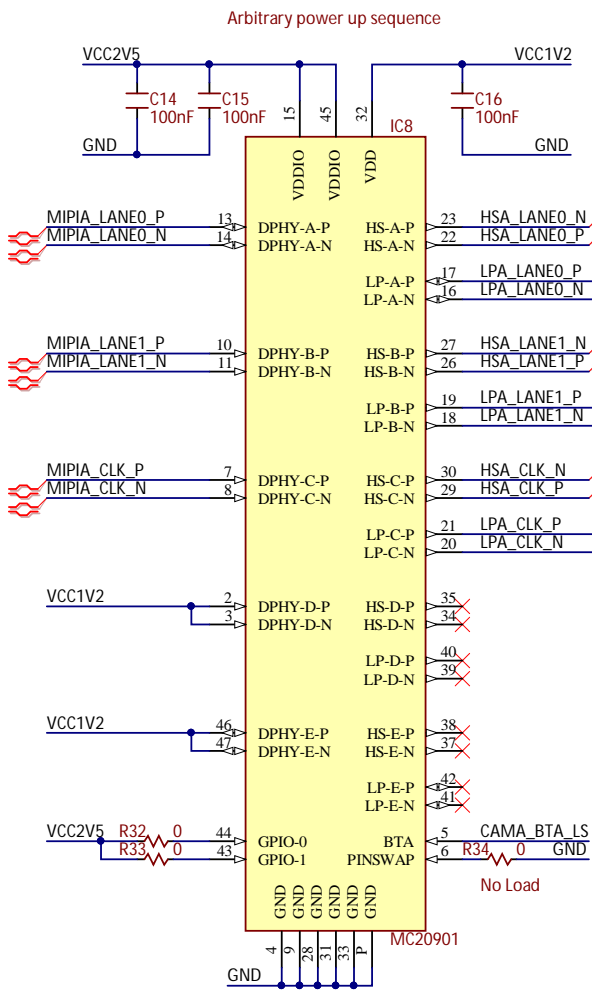 Arbitrary power up sequence
VCC2V5 VCC1V2
C14 C15 C16
100nF 100nF 100nF
GND GND
15 45 32 IC8
VDDIO VDDIO VDD
MIPIA_LANE0_P 13 DPHY-A-P HS-A-P 23 HSA_LANE0_N
MIPIA_LANE0_N 14 DPHY-A-N HS-A-N 22 HSA_LANE0_P
LP-A-P 17 LPA_LANE0_P
LP-A-N 16 LPA_LANE0_N
MIPIA_LANE1_P 10 DPHY-B-P HS-B-P 27 HSA_LANE1_N
MIPIA_LANE1_N 11 DPHY-B-N HS-B-N 26 HSA_LANE1_P
LP-B-P 19 LPA_LANE1_P
LP-B-N 18 LPA_LANE1_N
MIPIA_CLK_P 7 DPHY-C-P HS-C-P 30 HSA_CLK_N
MIPIA_CLK_N 8 DPHY-C-N HS-C-N 29 HSA_CLK_P
LP-C-P 21 LPA_CLK_P
LP-C-N 20 LPA_CLK_N
VCC1V2 2 DPHY-D-P HS-D-P 35
3 DPHY-D-N HS-D-N 34
LP-D-P 40
LP-D-N 39
VCC1V2 46 DPHY-E-P HS-E-P 38
47 DPHY-E-N HS-E-N 37
LP-E-P 42
LP-E-N 41
VCC2V5 R32 0 44 GPIO-0 BTA 5 CAMA_BTA_LS
R33 0 43 GPIO-1 PINSWAP 6 R34 0 GND
No Load
GND GND GND GND GND GND
MC20901
4 9 28 31 33 P
GND